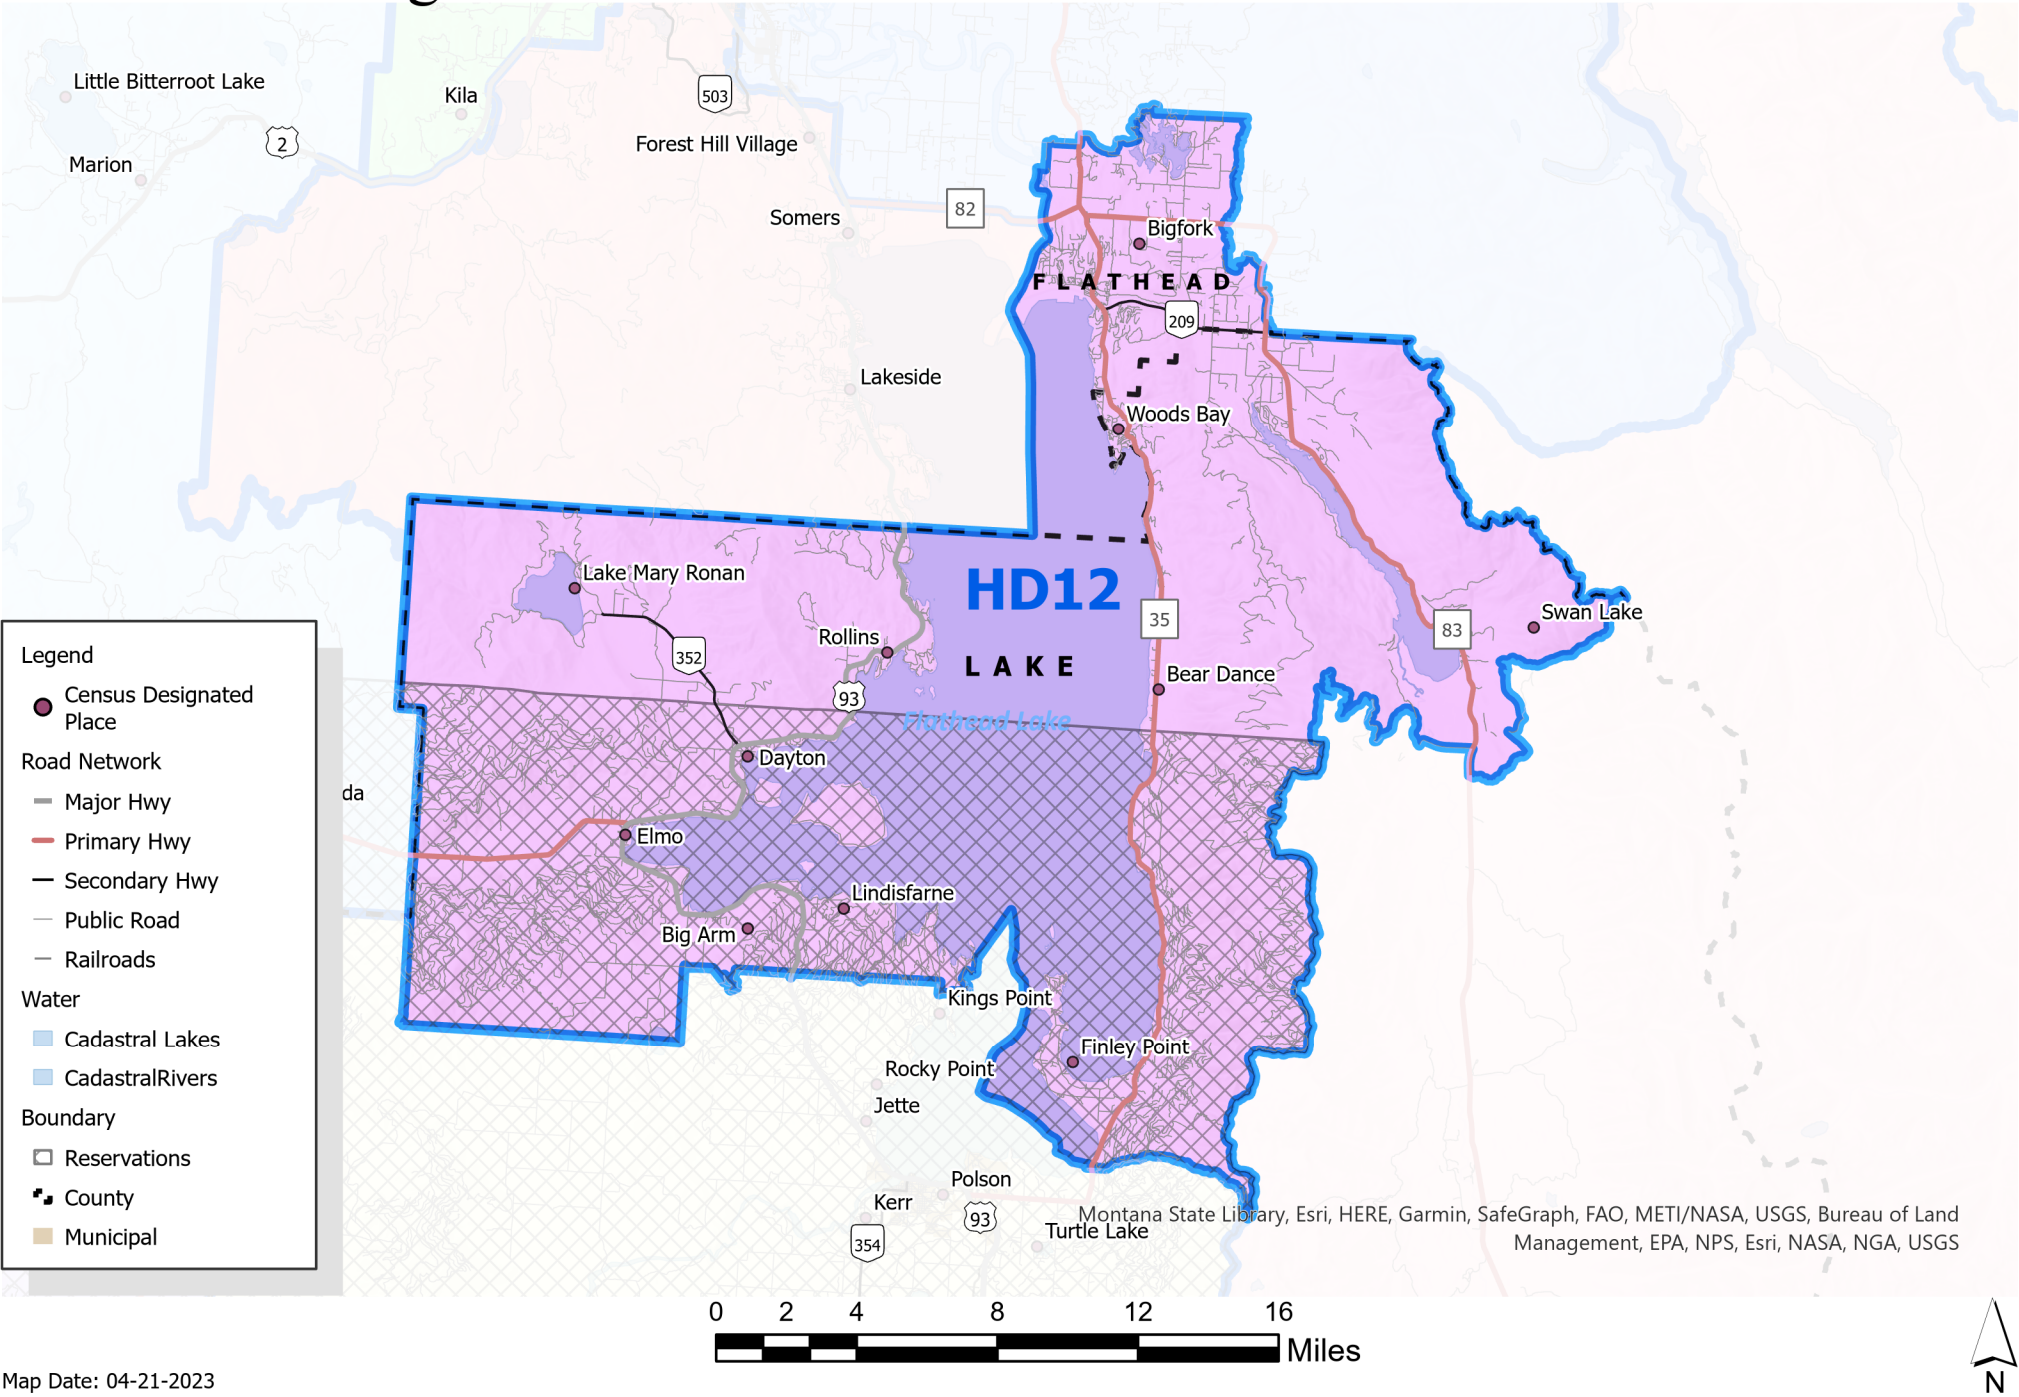 Little Bitterroot Lake
Kila
503
2
Forest Hill Village
Marion
82
Somers
Bigfork
FLATHEAD
209
Lakeside
Woods Bay
HD12
Lake Mary Ronan
35
Swan Lake
83
Rollins
352
LAKE
Bear Dance
93
Flathead Lake
Dayton
da
Elmo
Lindisfarne
Big Arm
Kings Point
Finley Point
Rocky Point
Jette
Polson
Kerr
93
Turtle Lake
354
Legend
Census Designated
Place
Road Network
Major Hwy
Primary Hwy
Secondary Hwy
Public Road
Railroads
Water
Cadastral Lakes
CadastralRivers
Boundary
Reservations
County
Municipal
Montana State Library, Esri, HERE, Garmin, SafeGraph, FAO, METI/NASA, USGS, Bureau of Land
Management, EPA, NPS, Esri, NASA, NGA, USGS
0 2 4 8 12 16
Miles
N
Map Date: 04-21-2023